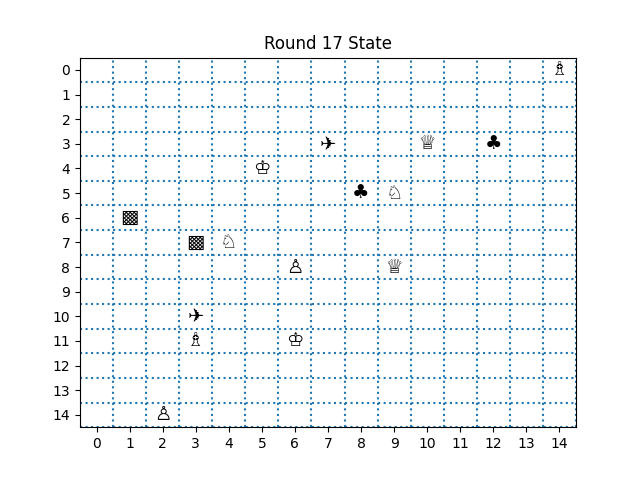 Round 17 State
0 ♗
1
2
3 ✈ ♕ ♣
4 ♔
5 ♣ ♘
6 ▩
7 ▩ ♘
8 ♙ ♕
9
10 ✈
11 ♗ ♔
12
13
14 ♙
0 1 2 3 4 5 6 7 8 9 10 11 12 13 14